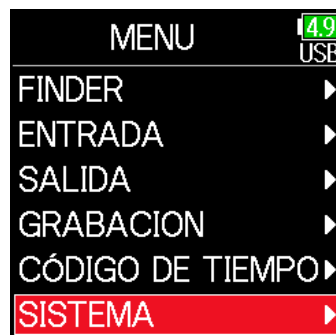 MENU
4.9
USB
FINDER
ENTRADA
SALIDA
GRABACION
CÓDIGO DE TIEMPO
SISTEMA